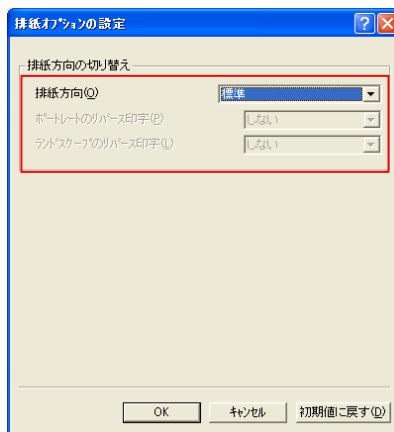 排紙ｵﾌﾟｼｮﾝの設定
排紙方向の切り替え
排紙方向(O) 標準
ﾎﾟｰﾄﾚｰﾄのﾘﾊﾞｰｽ印字(P) しない
ﾗﾝﾄﾞｽｹｰﾌﾟのﾘﾊﾞｰｽ印字(L) しない
OK ｷｬﾝｾﾙ 初期値に戻す(D)